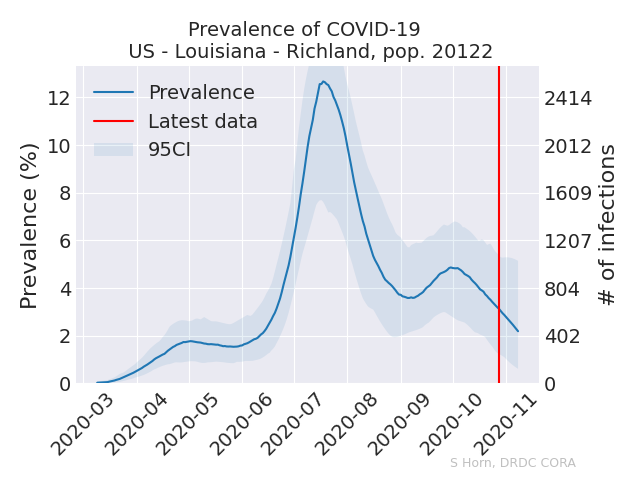 Prevalence of COVID-19
US - Louisiana - Richland, pop. 20122
Prevalence
Latest data
95CI
Prevalence (%)
12
10
8
6
4
2
0
2414
2012
1609
1207
804
402
0
# of infections
2020-03
2020-04
2020-05
2020-06
2020-07
2020-08
2020-09
2020-10
2020-11
S Horn, DRDC CORA